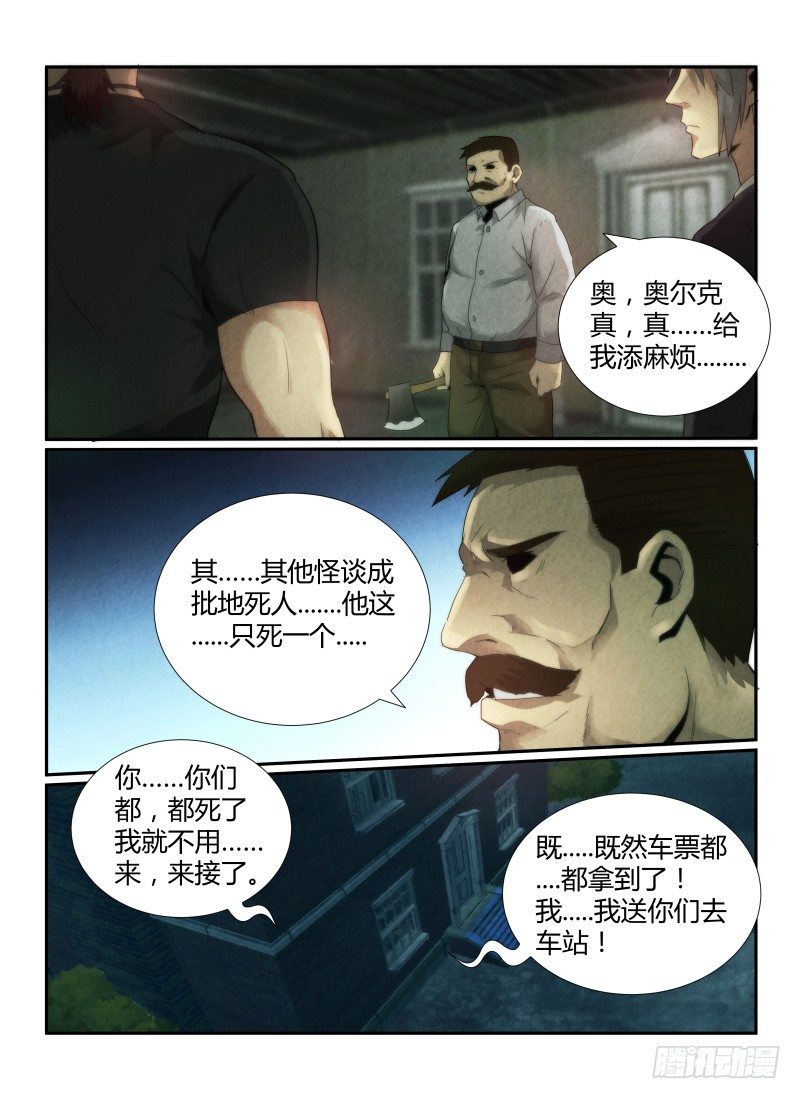 奥，奥尔克
真，真……给
我添麻烦........
其……其他怪谈成
批地死人.......他这
……只死一个…..
你……你们
都，都死了
我就不用……
来，来接了。
既.....既然车票都
....都拿到了！
我.....我送你们去
车站！
腾讯动漫